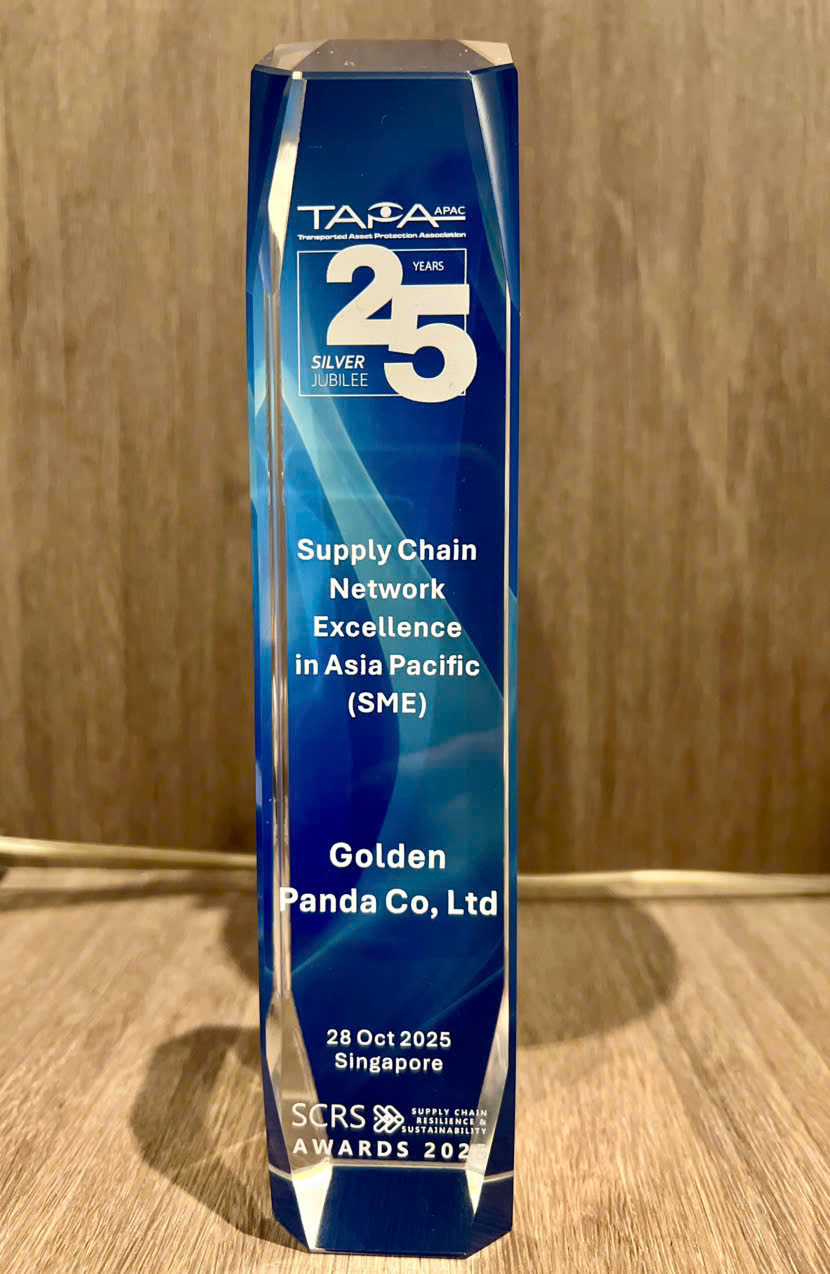 TAPA APAC
Transported Asset Protection Association
25 YEARS
SILVER
JUBILEE
Supply Chain
Network
Excellence
in Asia Pacific
(SME)
Golden
Panda Co, Ltd
28 Oct 2025
Singapore
SCRS SUPPLY CHAIN
RESILIENCE &
SUSTAINABILITY
AWARDS 2025